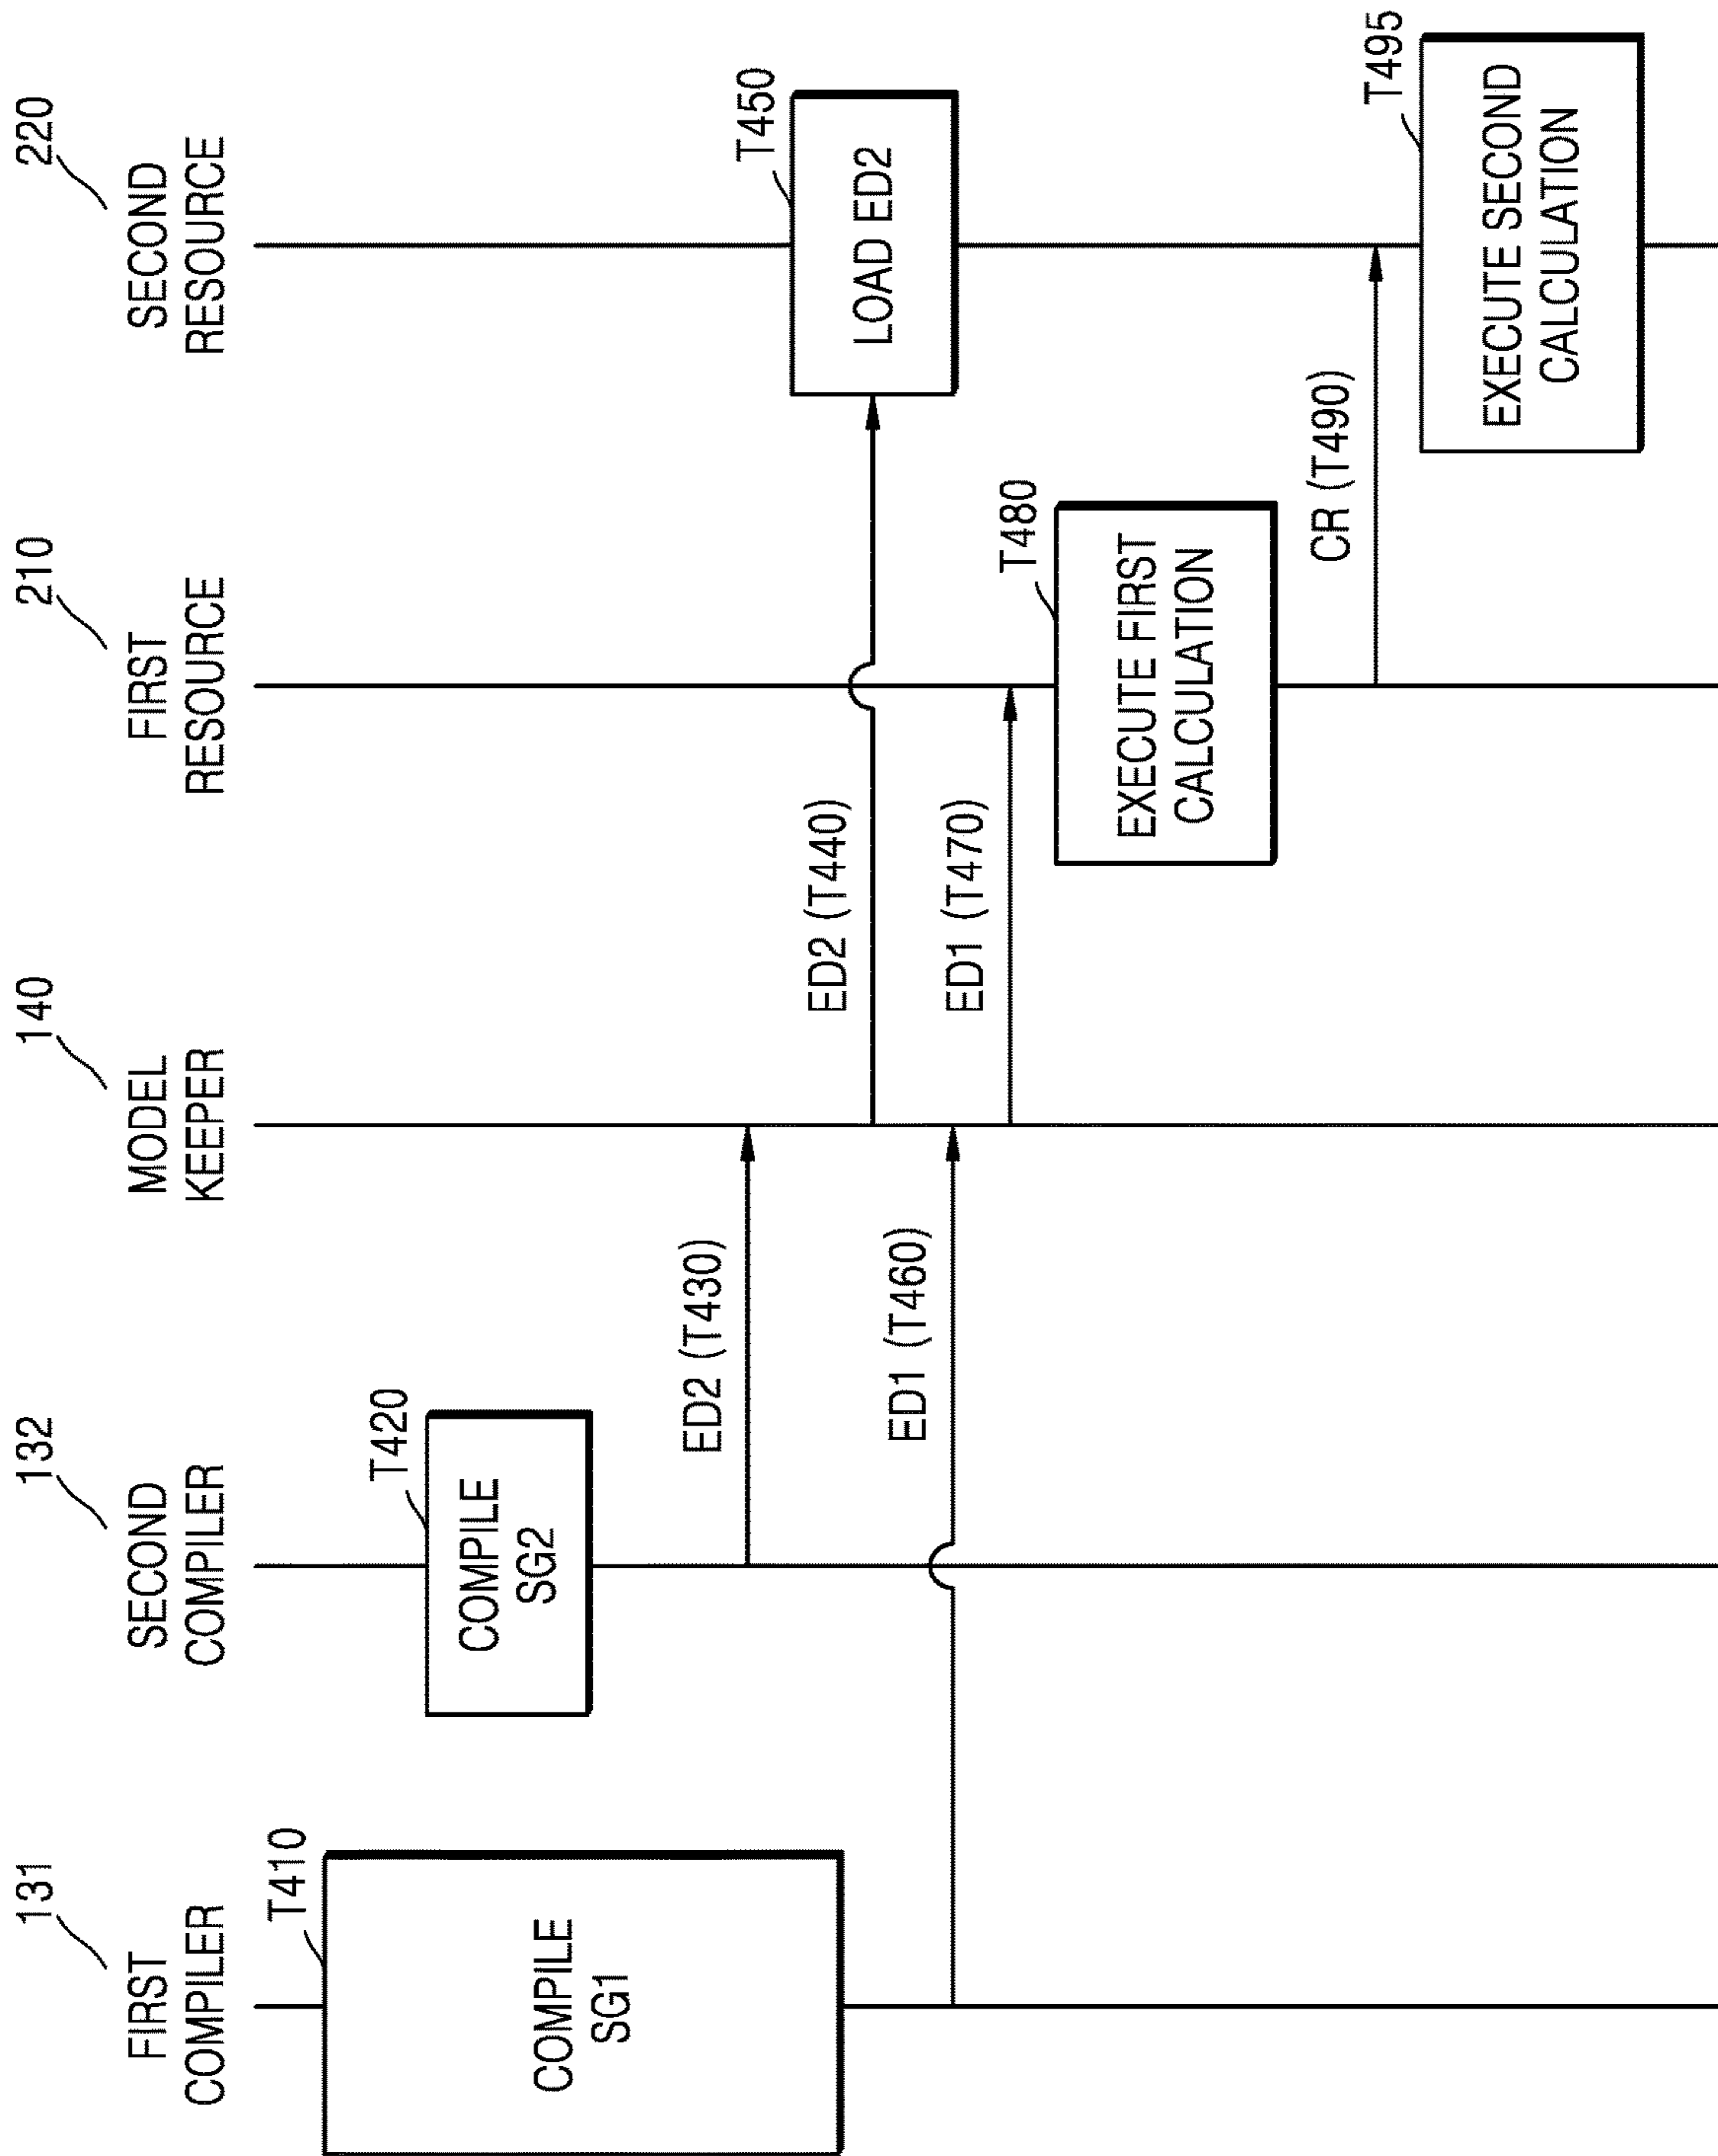 131
FIRST
COMPILER
132
SECOND
COMPILER
140
MODEL
KEEPER
210
FIRST
RESOURCE
220
SECOND
RESOURCE
T410
COMPILE
SG1
T420
COMPILE
SG2
ED2 (T430)
ED2 (T440)
T450
LOAD ED2
ED1 (T460)
ED1 (T470)
T480
EXECUTE FIRST
CALCULATION
CR (T490)
T495
EXECUTE SECOND
CALCULATION